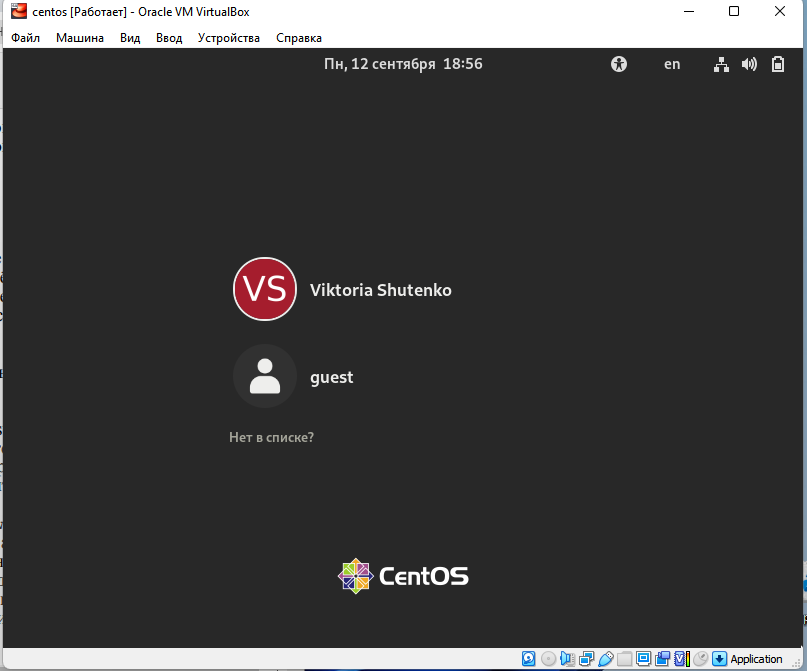 centos [Работает] - Oracle VM VirtualBox
Файл Машина Вид Ввод Устройства Справка
Пн, 12 сентября 18:56 en
VS Viktoria Shutenko
guest
Нет в списке?
CentOS
Application